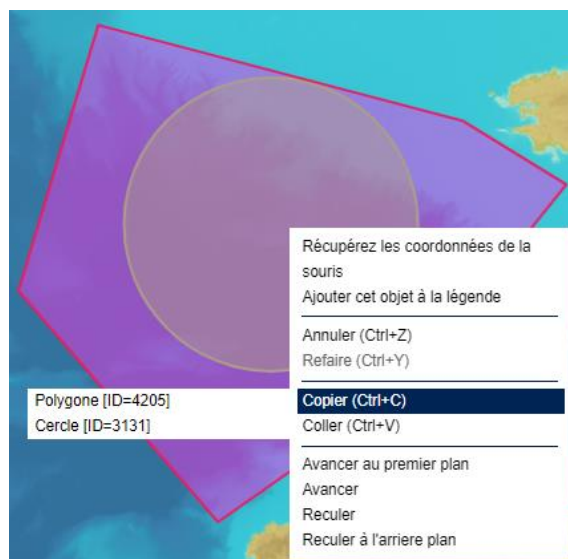 Récupérez les coordonnées de la
souris
Ajouter cet objet à la légende
Annuler (Ctrl+Z)
Refaire (Ctrl+Y)
Copier (Ctrl+C)
Polygone [ID=4205]
Cercle [ID=3131]
Coller (Ctrl+V)
Avancer au premier plan
Avancer
Reculer
Reculer à l'arriere plan